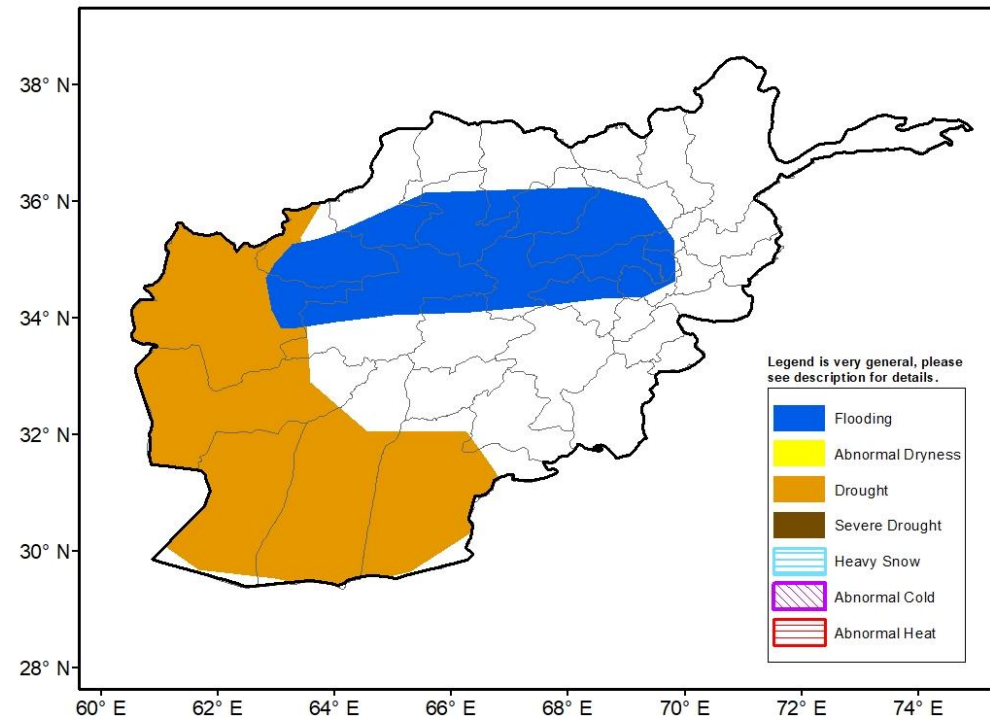 38° N
36° N
34° N
32° N
30° N
28° N
Legend is very general, please
see description for details.
Flooding
Abnormal Dryness
Drought
Severe Drought
Heavy Snow
Abnormal Cold
Abnormal Heat
60° E 62° E 64° E 66° E 68° E 70° E 72° E 74° E